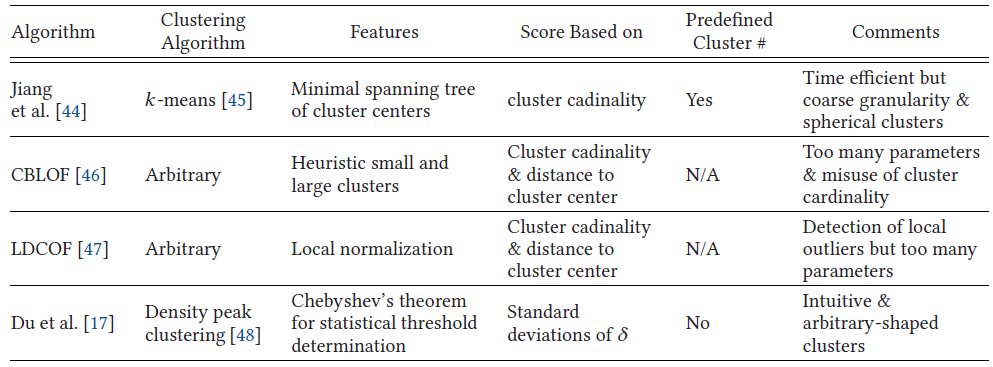 Algorithm
Clustering
Algorithm
Features
Score Based on
Predefined
Cluster #
Comments
Jiang
et al. [44]
k-means [45]
Minimal spanning tree
of cluster centers
cluster cadinality
Yes
Time efficient but
coarse granularity &
spherical clusters
CBLOF [46]
Arbitrary
Heuristic small and
large clusters
Cluster cadinality
& distance to
cluster center
N/A
Too many parameters
& misuse of cluster
cardinality
LDCOF [47]
Arbitrary
Local normalization
Cluster cadinality
& distance to
cluster center
N/A
Detection of local
outliers but too many
parameters
Du et al. [17]
Density peak
clustering [48]
Chebyshev's theorem
for statistical threshold
determination
Standard
deviations of δ
No
Intuitive &
arbitrary-shaped
clusters